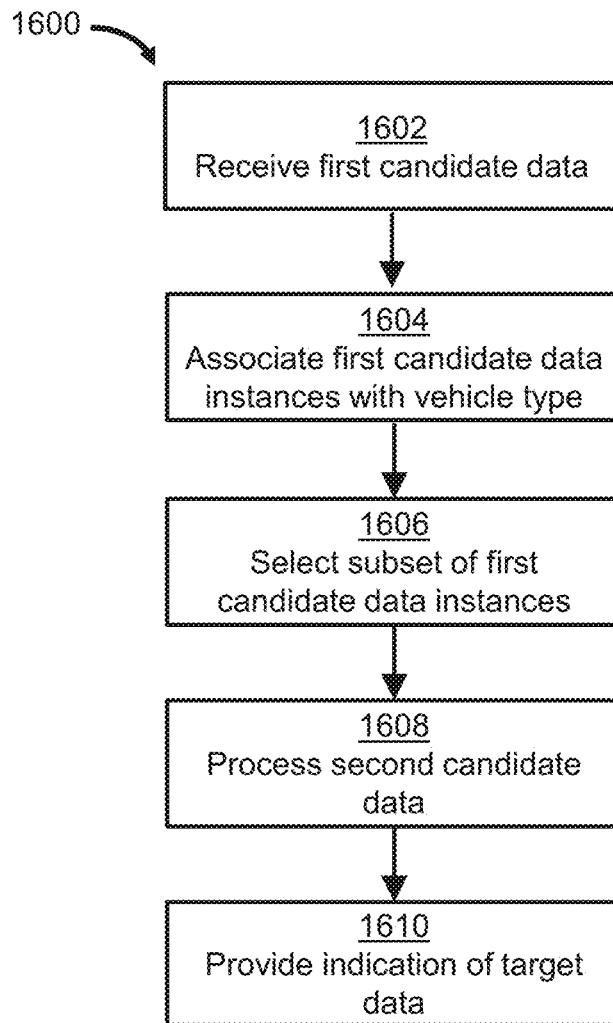 1600
1602
Receive first candidate data
1604
Associate first candidate data
instances with vehicle type
1606
Select subset of first
candidate data instances
1608
Process second candidate
data
1610
Provide indication of target
data